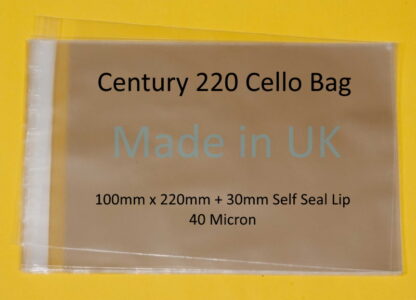 Century 220 Cello Bag
Made in UK
100mm x 220mm + 30mm Self Seal Lip
40 Micron